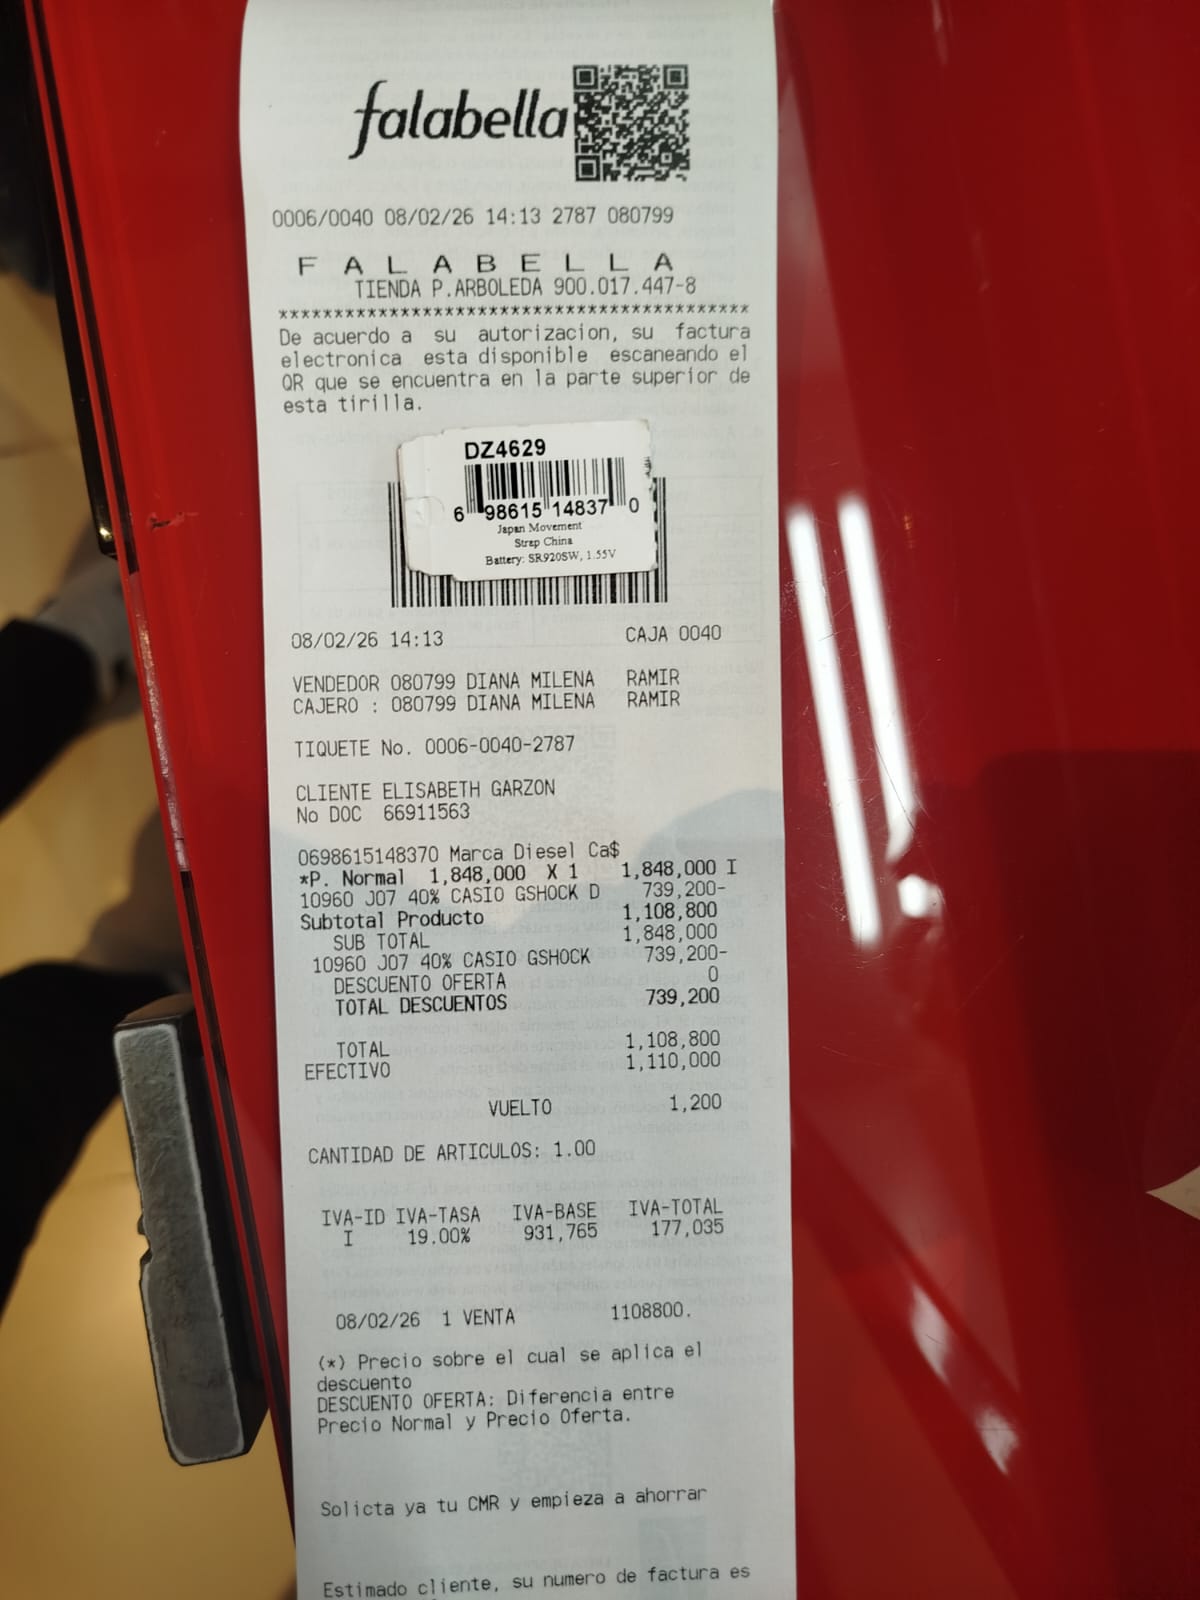 falabella
0006/0040 08/02/26 14:13 2787 080799
F A L A B E L L A
TIENDA P.ARBOLEDA 900.017.447-8
******************************************
De acuerdo a su autorizacion, su factura
electronica esta disponible escaneando el
QR que se encuentra en la parte superior de
esta tirilla.
DZ4629
6 98615 14837 0
Japan Movement
Strap China
Battery: SR920SW, 1.55V
08/02/26 14:13 CAJA 0040
VENDEDOR 080799 DIANA MILENA RAMIR
CAJERO : 080799 DIANA MILENA RAMIR
TIQUETE No. 0006-0040-2787
CLIENTE ELISABETH GARZON
No DOC 66911563
0698615148370 Marca Diesel Ca$
*P. Normal 1,848,000 X 1 1,848,000 I
10960 J07 40% CASIO GSHOCK D 739,200-
Subtotal Producto 1,108,800
SUB TOTAL 1,848,000
10960 J07 40% CASIO GSHOCK 739,200-
DESCUENTO OFERTA 0
TOTAL DESCUENTOS 739,200
TOTAL 1,108,800
EFECTIVO 1,110,000
VUELTO 1,200
CANTIDAD DE ARTICULOS: 1.00
IVA-ID IVA-TASA IVA-BASE IVA-TOTAL
I 19.00% 931,765 177,035
08/02/26 1 VENTA 1108800.
(*) Precio sobre el cual se aplica el
descuento
DESCUENTO OFERTA: Diferencia entre
Precio Normal y Precio Oferta.
Solicta ya tu CMR y empieza a ahorrar
Estimado cliente, su numero de factura es